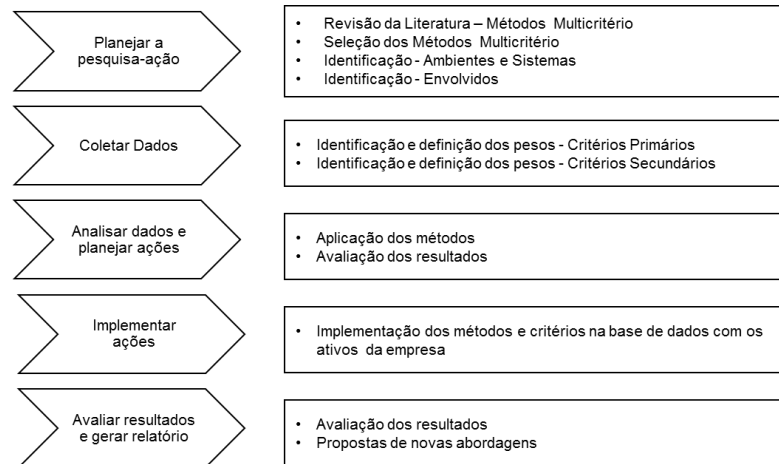 Planejar a
pesquisa-ação
• Revisão da Literatura – Métodos Multicritério
• Seleção dos Métodos Multicritério
• Identificação - Ambientes e Sistemas
• Identificação - Envolvidos
Coletar Dados
• Identificação e definição dos pesos - Critérios Primários
• Identificação e definição dos pesos - Critérios Secundários
Analisar dados e
planejar ações
• Aplicação dos métodos
• Avaliação dos resultados
Implementar
ações
• Implementação dos métodos e critérios na base de dados com os
ativos da empresa
Avaliar resultados
e gerar relatório
• Avaliação dos resultados
• Propostas de novas abordagens